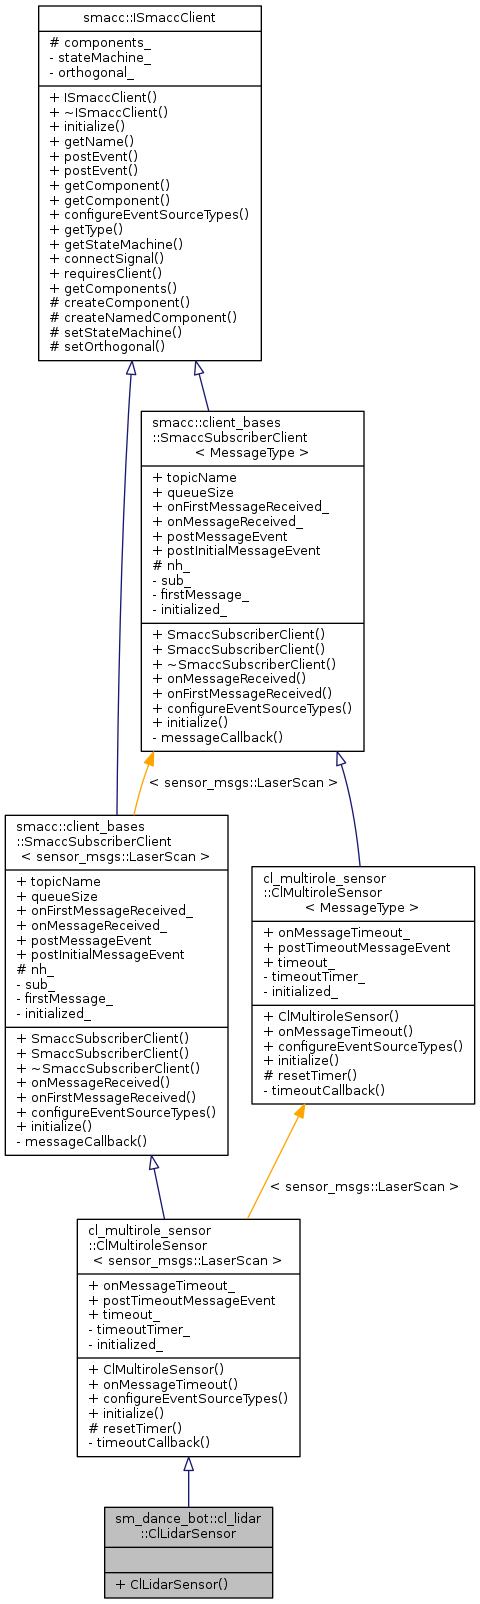 smacc::ISmaccClient
# components_
- stateMachine_
- orthogonal_
+ ISmaccClient()
+ ~ISmaccClient()
+ initialize()
+ getName()
+ postEvent()
+ postEvent()
+ getComponent()
+ getComponent()
+ configureEventSourceTypes()
+ getType()
+ getStateMachine()
+ connectSignal()
+ requiresClient()
+ getComponents()
# createComponent()
# createNamedComponent()
# setStateMachine()
# setOrthogonal()
smacc::client_bases
::SmaccSubscriberClient
< MessageType >
+ topicName
+ queueSize
+ onFirstMessageReceived_
+ onMessageReceived_
+ postMessageEvent
+ postInitialMessageEvent
# nh_
- sub_
- firstMessage_
- initialized_
+ SmaccSubscriberClient()
+ SmaccSubscriberClient()
+ ~SmaccSubscriberClient()
+ onMessageReceived()
+ onFirstMessageReceived()
+ configureEventSourceTypes()
+ initialize()
- messageCallback()
< sensor_msgs::LaserScan >
smacc::client_bases
::SmaccSubscriberClient
< sensor_msgs::LaserScan >
+ topicName
+ queueSize
+ onFirstMessageReceived_
+ onMessageReceived_
+ postMessageEvent
+ postInitialMessageEvent
# nh_
- sub_
- firstMessage_
- initialized_
+ SmaccSubscriberClient()
+ SmaccSubscriberClient()
+ ~SmaccSubscriberClient()
+ onMessageReceived()
+ onFirstMessageReceived()
+ configureEventSourceTypes()
+ initialize()
- messageCallback()
cl_multirole_sensor
::ClMultiroleSensor
< MessageType >
+ onMessageTimeout_
+ postTimeoutMessageEvent
+ timeout_
- timeoutTimer_
- initialized_
+ ClMultiroleSensor()
+ onMessageTimeout()
+ configureEventSourceTypes()
+ initialize()
# resetTimer()
- timeoutCallback()
< sensor_msgs::LaserScan >
cl_multirole_sensor
::ClMultiroleSensor
< sensor_msgs::LaserScan >
+ onMessageTimeout_
+ postTimeoutMessageEvent
+ timeout_
- timeoutTimer_
- initialized_
+ ClMultiroleSensor()
+ onMessageTimeout()
+ configureEventSourceTypes()
+ initialize()
# resetTimer()
- timeoutCallback()
sm_dance_bot::cl_lidar
::ClLidarSensor
+ ClLidarSensor()